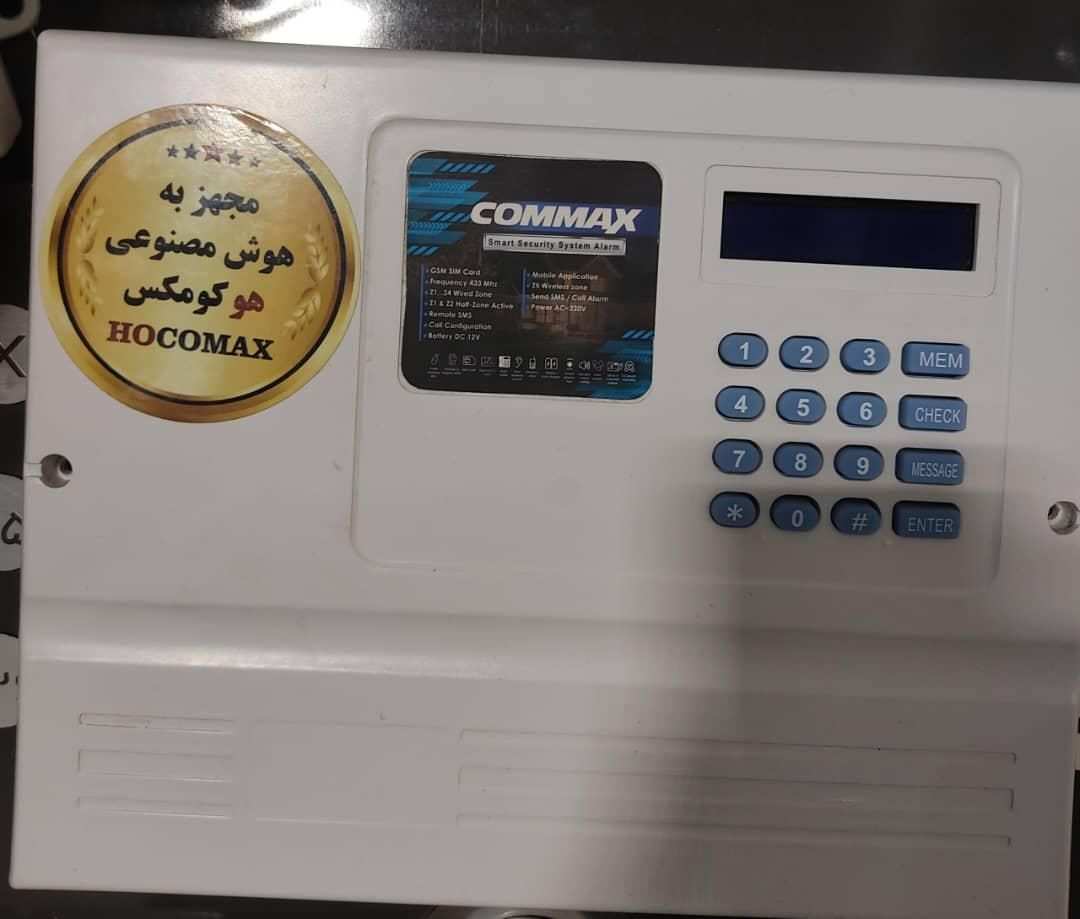 مجهز به
هوش مصنوعی
هوکومکس
HOCOMAX
COMMAX
Smart Security System Alarm
GSM SIM Card
Frequency 433 Mhz
Z1...Z4 Wired Zone
Z1 & Z2 Half-Zone Active
Remote SMS
Call Configuration
Battery DC 12V
Mobile Application
Z5 Wireless zone
Send SMS / Call Alarm
Power AC~220V
1 2 3 MEM
4 5 6 CHECK
7 8 9 MESSAGE
* 0 # ENTER